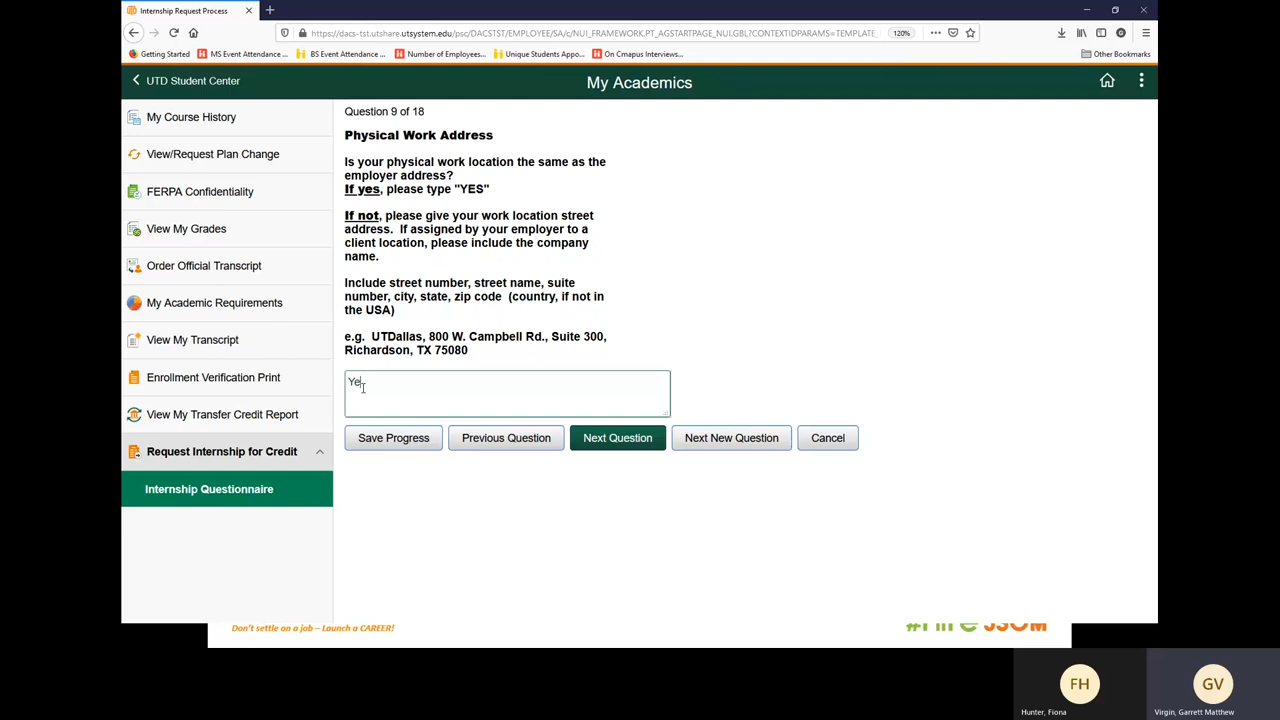 Internship Request Process
https://dacs-tst.utshare.utsystem.edu/psc/DACSTST/EMPLOYEE/SA/c/NUI_FRAMEWORK.PT_AGSTARTPAGE_NUI.GBL?CONTEXTIDPARAMS=TEMPLATE_
120%
Getting Started
MS Event Attendance ...
BS Event Attendance ...
Number of Employees...
Unique Students Appo...
On Cmapus Interviews...
Other Bookmarks
UTD Student Center
My Academics
My Course History
View/Request Plan Change
FERPA Confidentiality
View My Grades
Order Official Transcript
My Academic Requirements
View My Transcript
Enrollment Verification Print
View My Transfer Credit Report
Request Internship for Credit
Internship Questionnaire
Question 9 of 18
Physical Work Address
Is your physical work location the same as the
employer address?
If yes, please type "YES"
If not, please give your work location street
address. If assigned by your employer to a
client location, please include the company
name.
Include street number, street name, suite
number, city, state, zip code (country, if not in
the USA)
e.g. UTDallas, 800 W. Campbell Rd., Suite 300,
Richardson, TX 75080
Ye
Save Progress
Previous Question
Next Question
Next New Question
Cancel
Don't settle on a job – Launch a CAREER!
#Hire JSOM
FH
Hunter, Fiona
GV
Virgin, Garrett Matthew